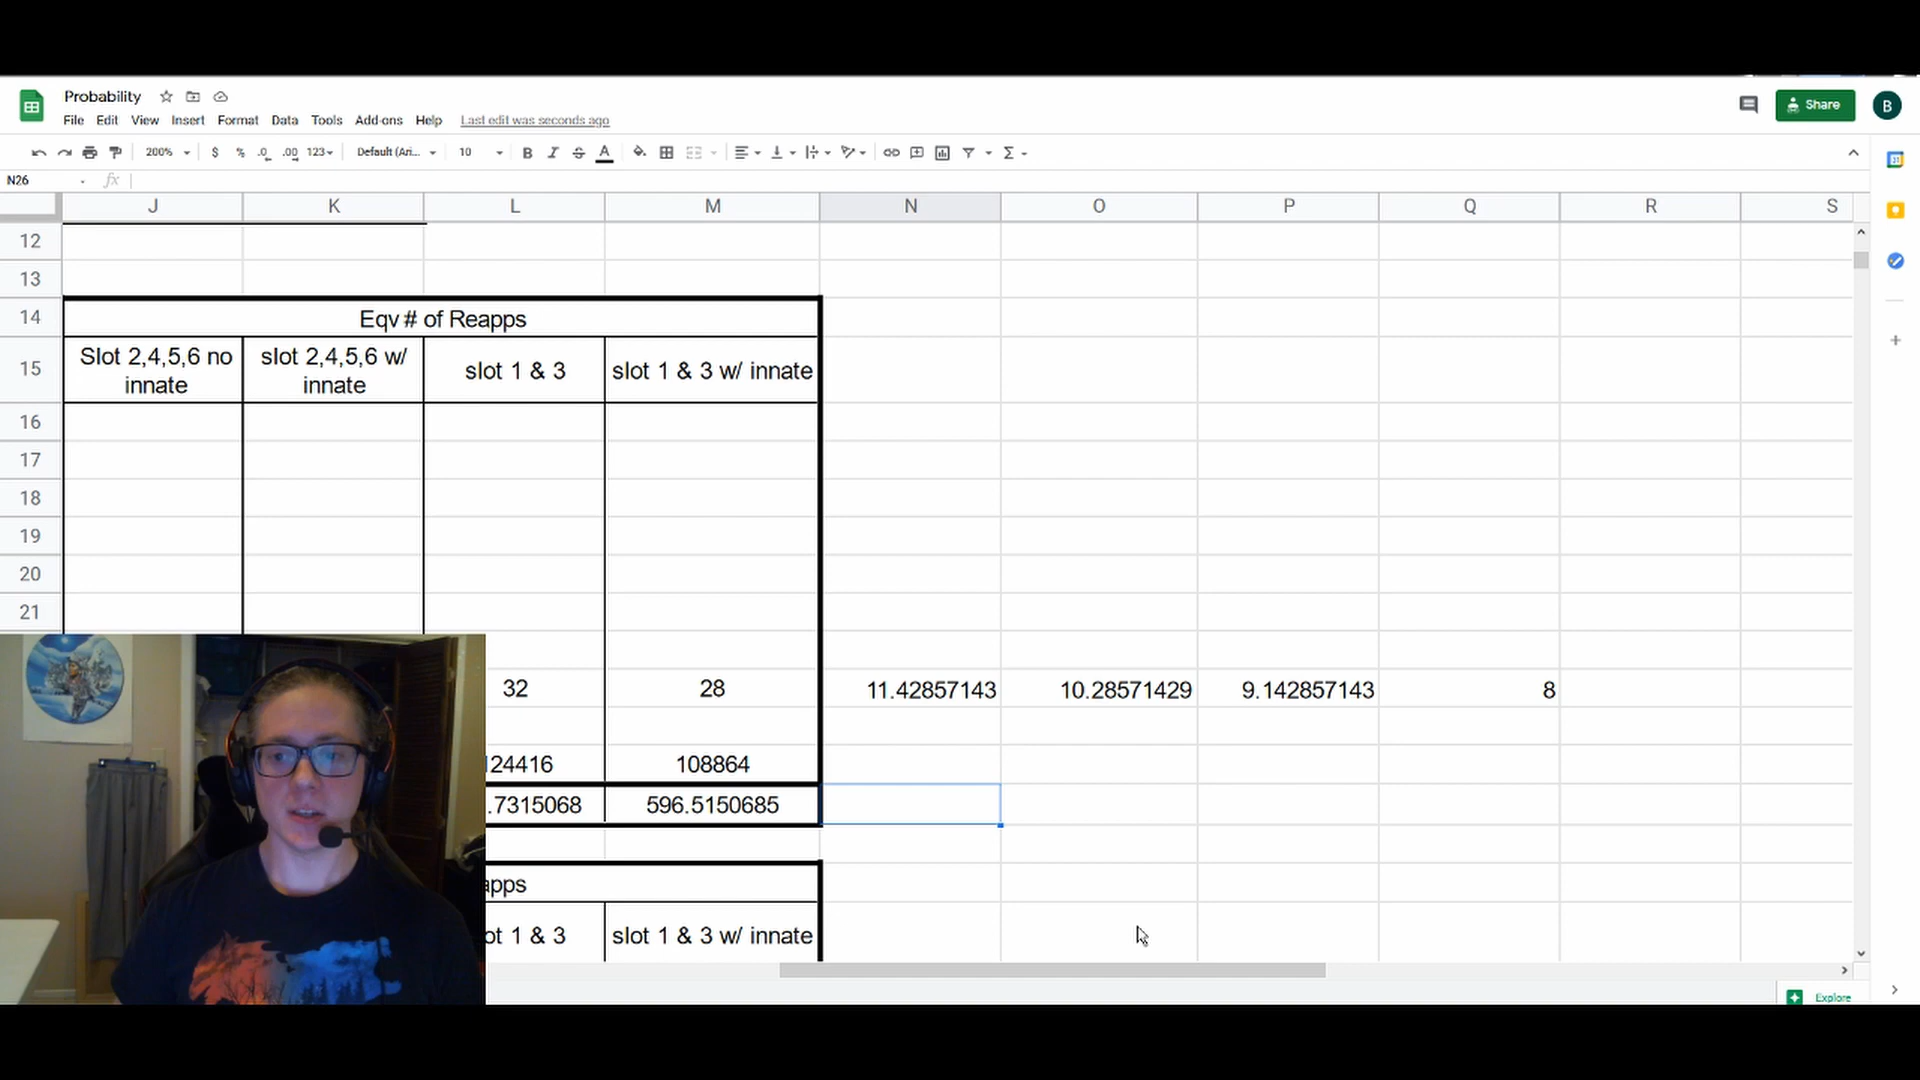 Probability
File Edit View Insert Format Data Tools Add-ons Help Last edit was seconds ago
Share B
200% $ % .0 .00 123 Default (Ari... 10 B I A
N26 fx
J K L M N O P Q R S
12
13
14 Eqv # of Reapps
15 Slot 2,4,5,6 no innate slot 2,4,5,6 w/ innate slot 1 & 3 slot 1 & 3 w/ innate
16
17
18
19
20
21
32 28 11.42857143 10.28571429 9.142857143 8
24416 108864
.7315068 596.5150685
apps
ot 1 & 3 slot 1 & 3 w/ innate
Explore